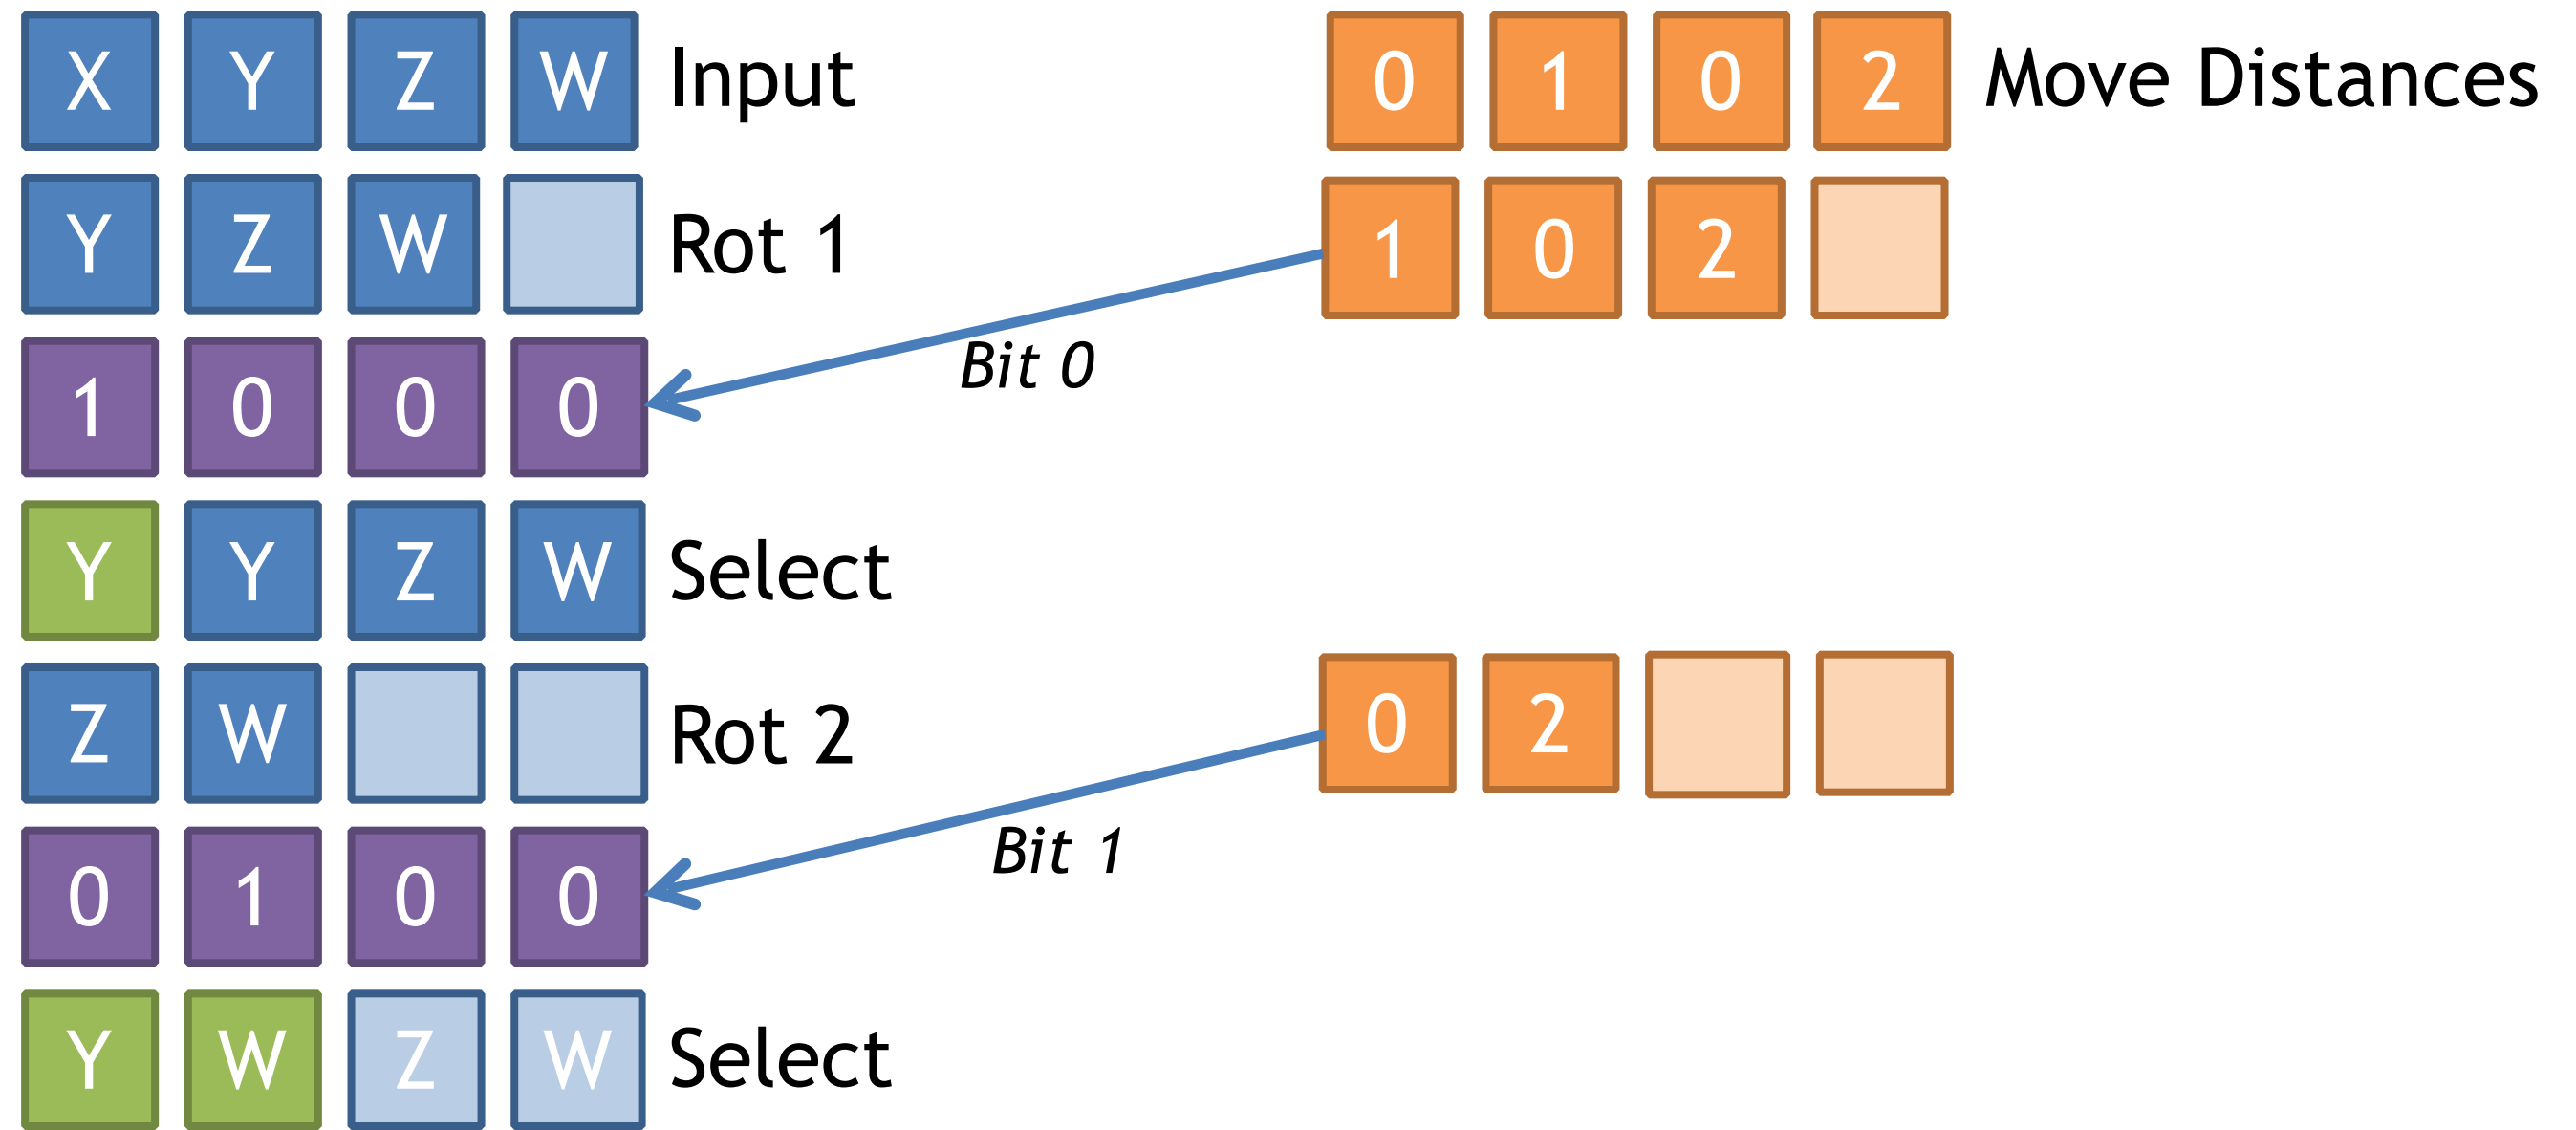 X Y Z W Input 0 1 0 2 Move Distances
Y Z W Rot 1 1 0 2
Bit 0
1 0 0 0
Y Y Z W Select
Z W Rot 2 0 2
Bit 1
0 1 0 0
Y W Z W Select